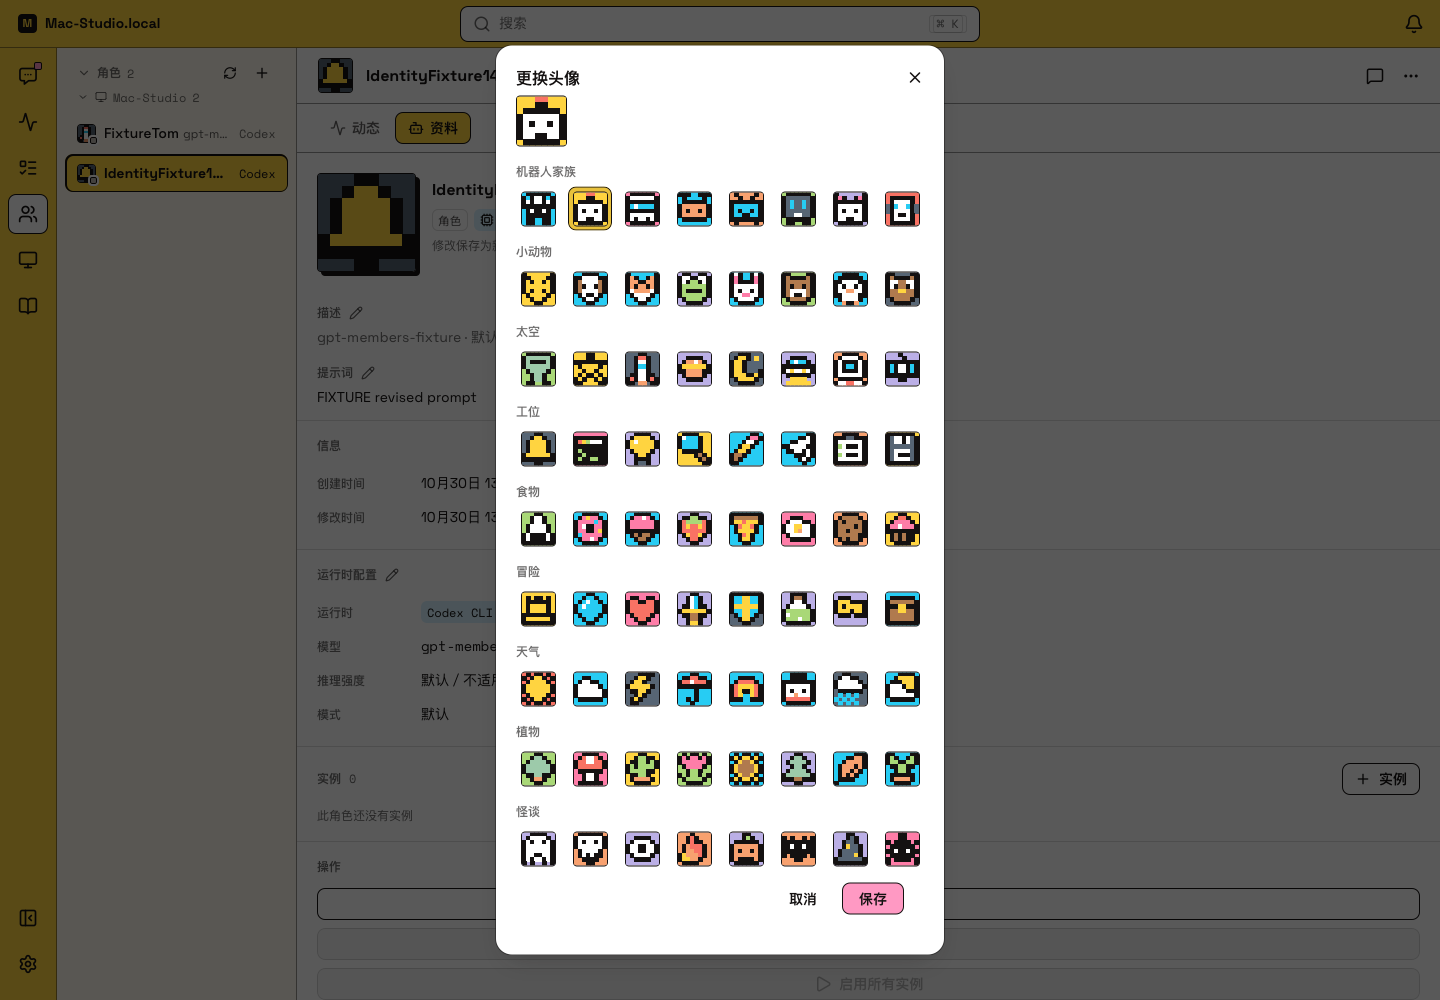 M Mac-Studio.local
搜索
⌘ K
角色 2
Mac-Studio 2
FixtureTom gpt-m... Codex
IdentityFixture1... Codex
IdentityFixture14
动态
资料
Identity
角色
修改保存为
描述
gpt-members-fixture · 默认
提示词
FIXTURE revised prompt
信息
创建时间
10月30日 13
修改时间
10月30日 13
运行时配置
运行时
Codex CLI
模型
gpt-membe
推理强度
默认 / 不适用
模式
默认
实例 0
实例
此角色还没有实例
操作
启用所有实例
更换头像
机器人家族
小动物
太空
工位
食物
冒险
天气
植物
怪谈
取消
保存